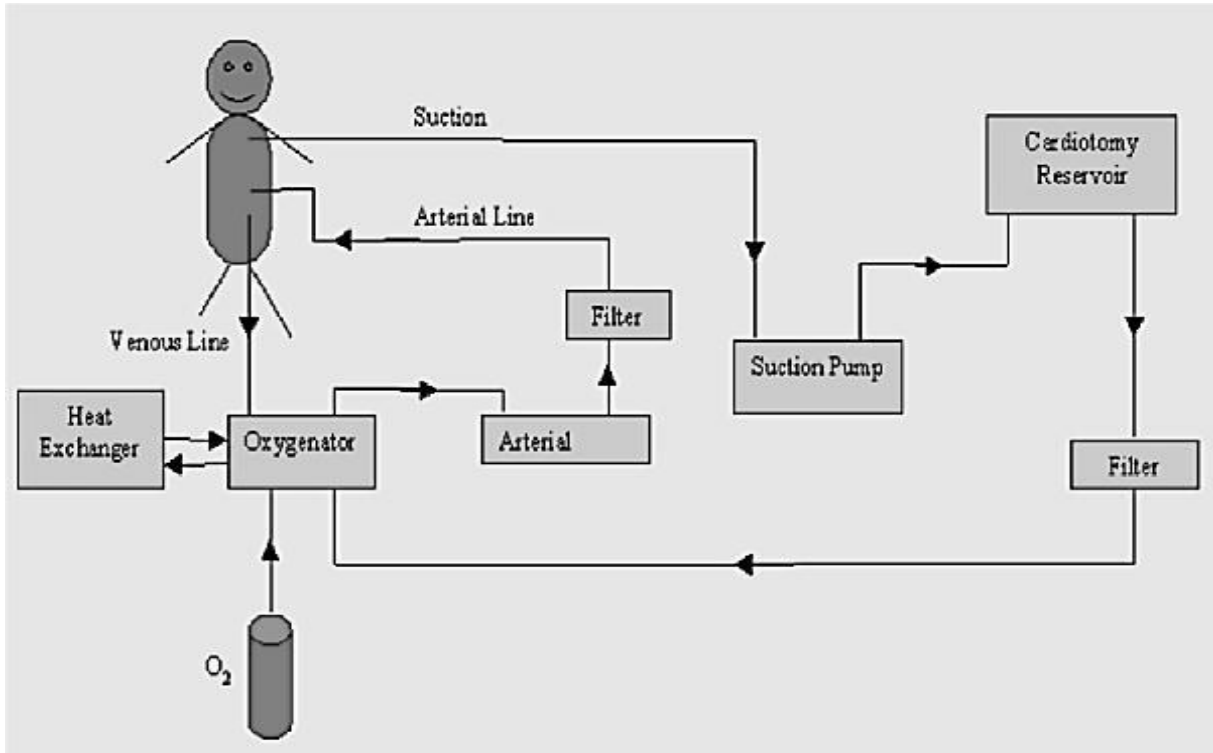 Suction
Cardiotomy
Reservoir
Arterial Line
Filter
Venous Line
Suction Pump
Heat
Exchanger
Oxygenator
Arterial
Filter
O2